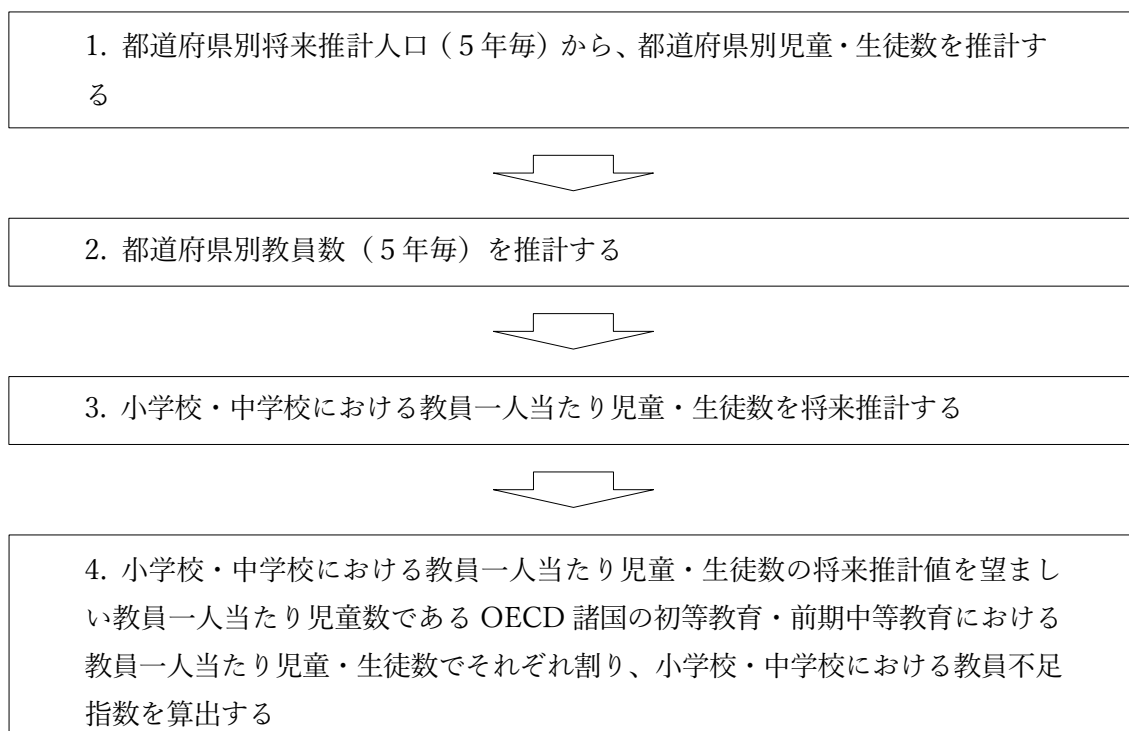 1. 都道府県別将来推計人口（５年毎）から、都道府県別児童・生徒数を推計す
る
2. 都道府県別教員数（５年毎）を推計する
3. 小学校・中学校における教員一人当たり児童・生徒数を将来推計する
4. 小学校・中学校における教員一人当たり児童・生徒数の将来推計値を望まし
い教員一人当たり児童数である OECD 諸国の初等教育・前期中等教育における
教員一人当たり児童・生徒数でそれぞれ割り、小学校・中学校における教員不足
指数を算出する